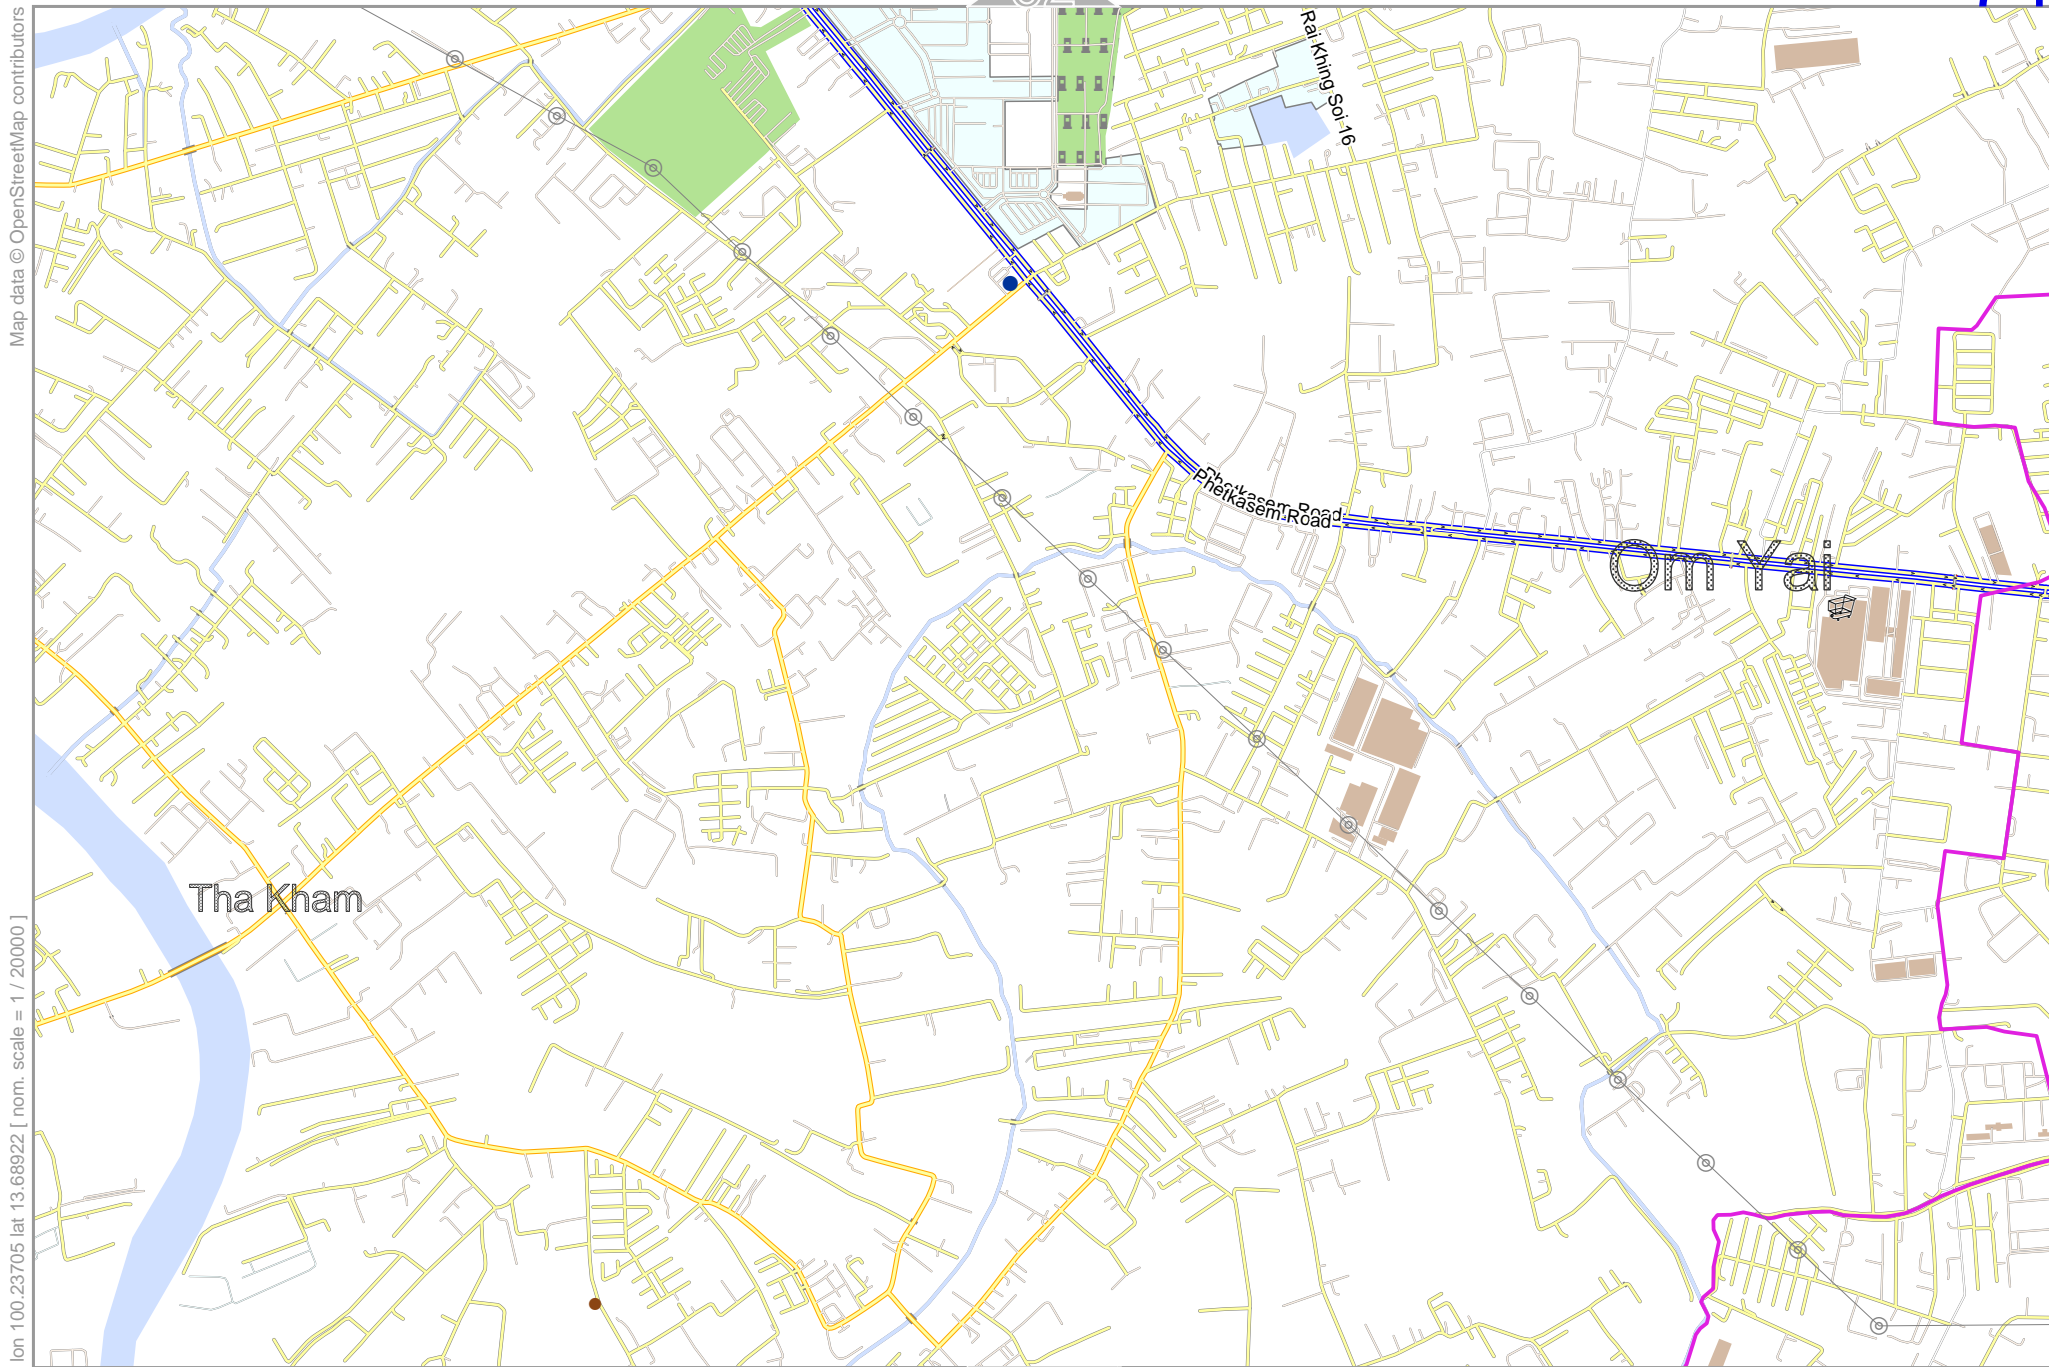 Map data © OpenStreetMap contributors
Rai Khing Soi 16
Phetkasem Road
Phetkasem Road
Om Yai
Tha Kham
lon 100.23705 lat 13.68922 [ nom. scale = 1 / 20000 ]